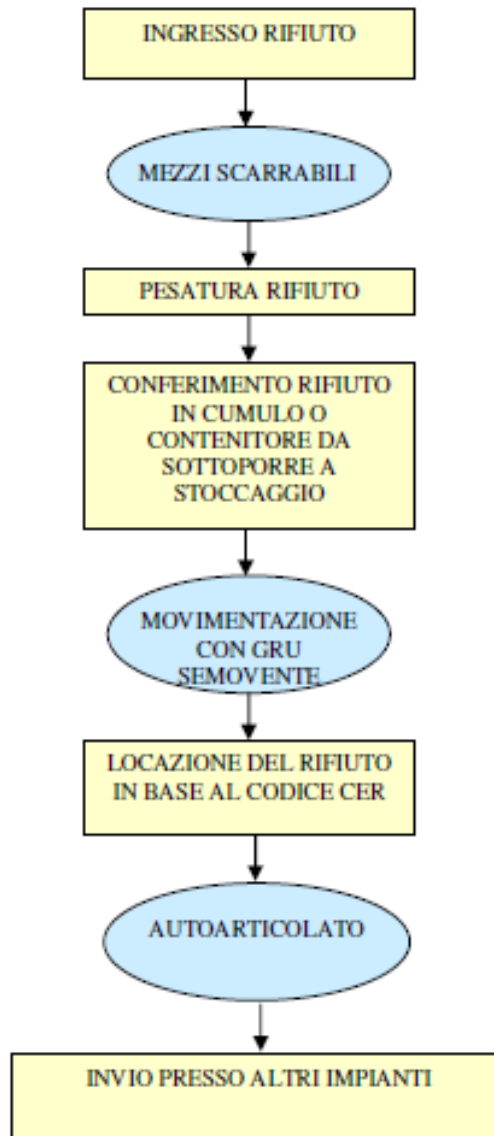 INGRESSO RIFIUTO
MEZZI SCARRABILI
PESATURA RIFIUTO
CONFERIMENTO RIFIUTO
IN CUMULO O
CONTENITORE DA
SOTTOPORRE A
STOCCAGGIO
MOVIMENTAZIONE
CON GRU
SEMOVENTE
LOCAZIONE DEL RIFIUTO
IN BASE AL CODICE CER
AUTOARTICOLATO
INVIO PRESSO ALTRI IMPIANTI